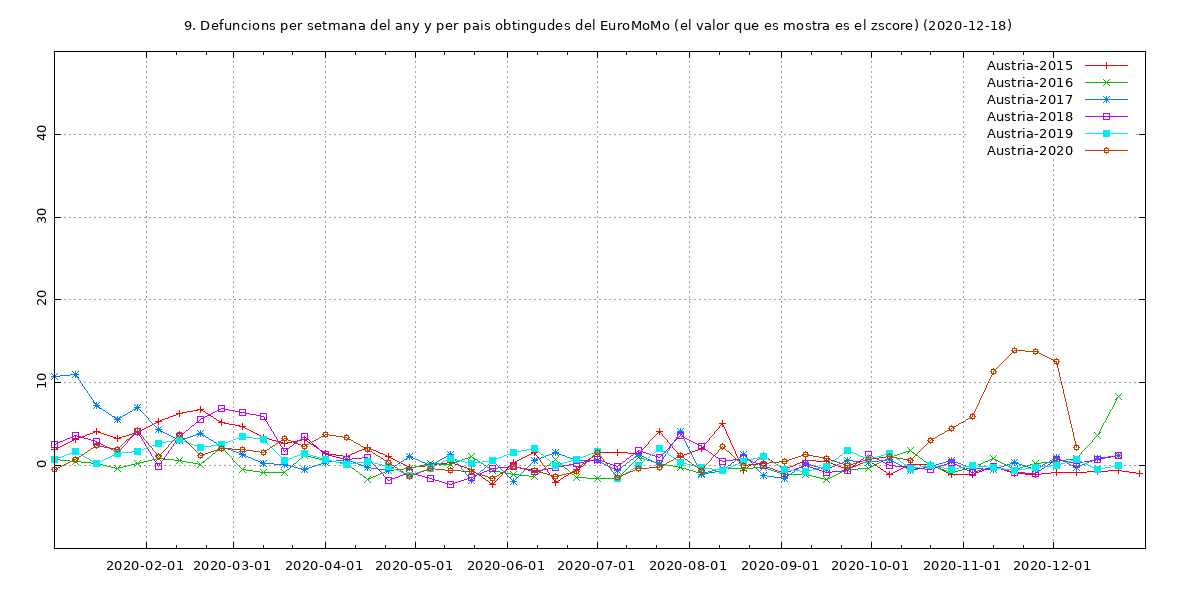 9. Defuncions per setmana del any y per pais obtingudes del EuroMoMo (el valor que es mostra es el zscore) (2020-12-18)
Austria-2015
Austria-2016
Austria-2017
Austria-2018
Austria-2019
Austria-2020
40
30
20
10
0
2020-02-01 2020-03-01 2020-04-01 2020-05-01 2020-06-01 2020-07-01 2020-08-01 2020-09-01 2020-10-01 2020-11-01 2020-12-01